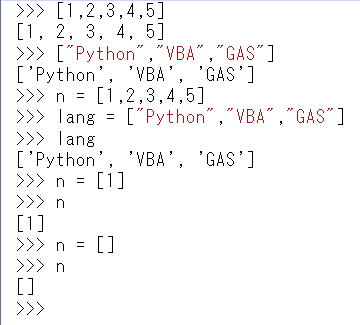 >>> [1,2,3,4,5]
[1, 2, 3, 4, 5]
>>> ["Python","VBA","GAS"]
['Python', 'VBA', 'GAS']
>>> n = [1,2,3,4,5]
>>> lang = ["Python","VBA","GAS"]
>>> lang
['Python', 'VBA', 'GAS']
>>> n = [1]
>>> n
[1]
>>> n = []
>>> n
[]
>>>